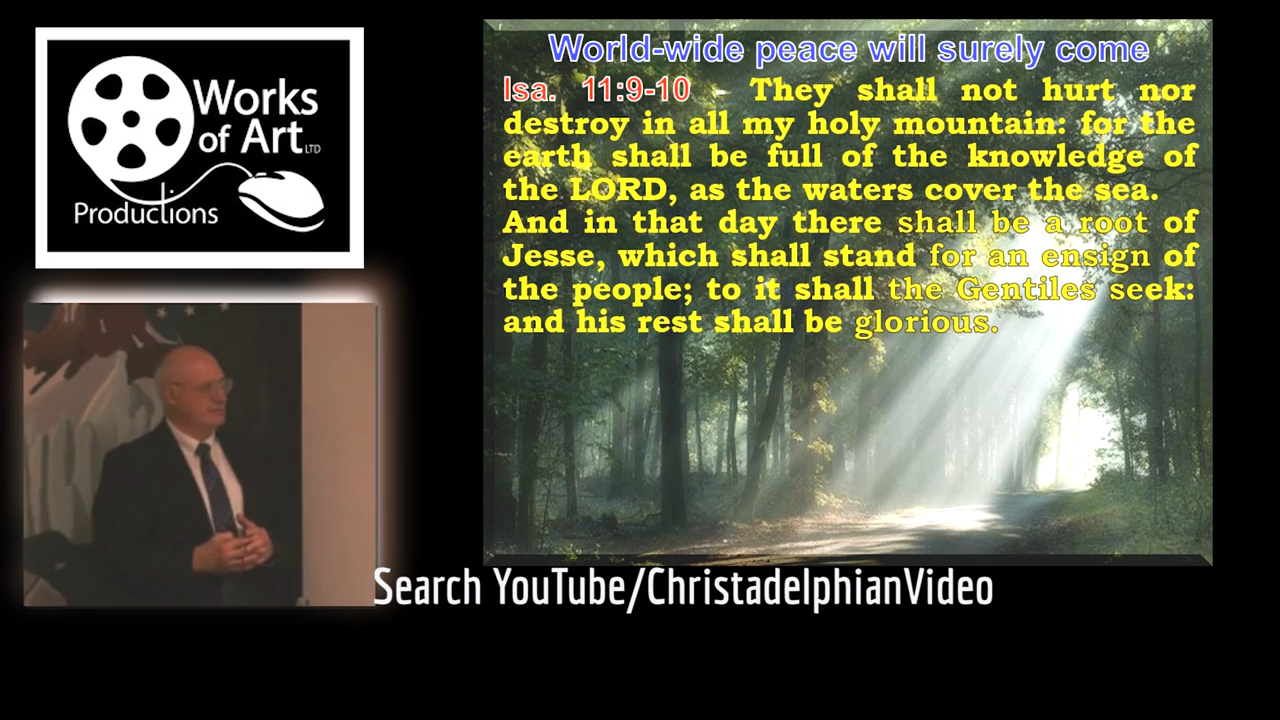 Works
of Art LTD
Productions
World-wide peace will surely come
Isa. 11:9-10 - They shall not hurt nor
destroy in all my holy mountain: for the
earth shall be full of the knowledge of
the LORD, as the waters cover the sea.
And in that day there shall be a root of
Jesse, which shall stand for an ensign of
the people; to it shall the Gentiles seek:
and his rest shall be glorious.
Search YouTube/ChristadelphianVideo